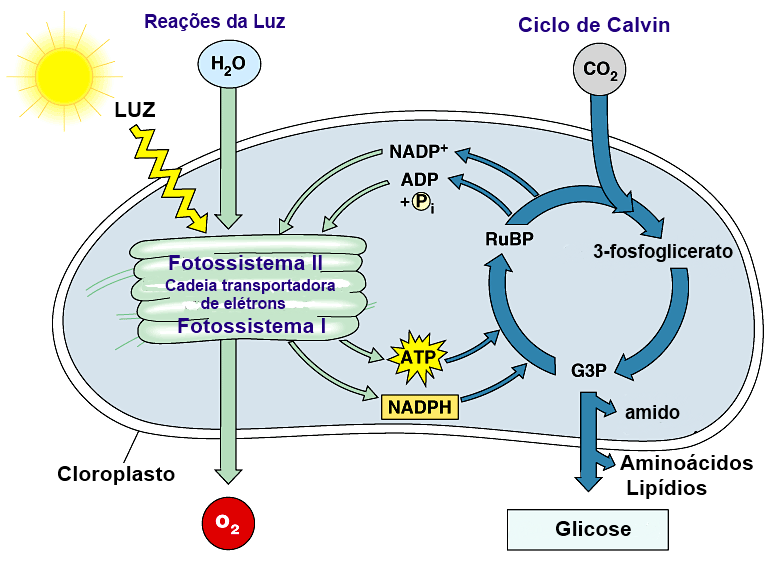 Reações da Luz
Ciclo de Calvin
H2O
CO2
LUZ
NADP+
ADP
+ Pi
RuBP
3-fosfoglicerato
Fotossistema II
Cadeia transportadora
de elétrons
Fotossistema I
ATP
G3P
NADPH
amido
Cloroplasto
Aminoácidos
Lipídios
O2
Glicose